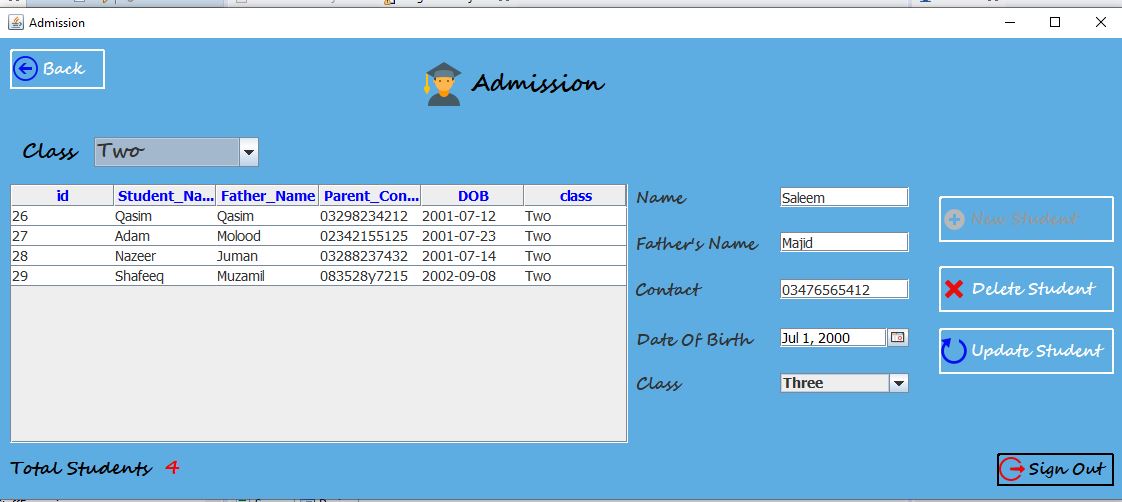 Admission
Back
Admission
Class Two
id Student_Na... Father_Name Parent_Con... DOB class
26 Qasim Qasim 03298234212 2001-07-12 Two
27 Adam Molood 02342155125 2001-07-23 Two
28 Nazeer Juman 03288237432 2001-07-14 Two
29 Shafeeq Muzamil 083528y7215 2002-09-08 Two
Name Saleem
Father's Name Majid
Contact 03476565412
Date Of Birth Jul 1, 2000
Class Three
New Student
Delete Student
Update Student
Total Students 4
Sign Out